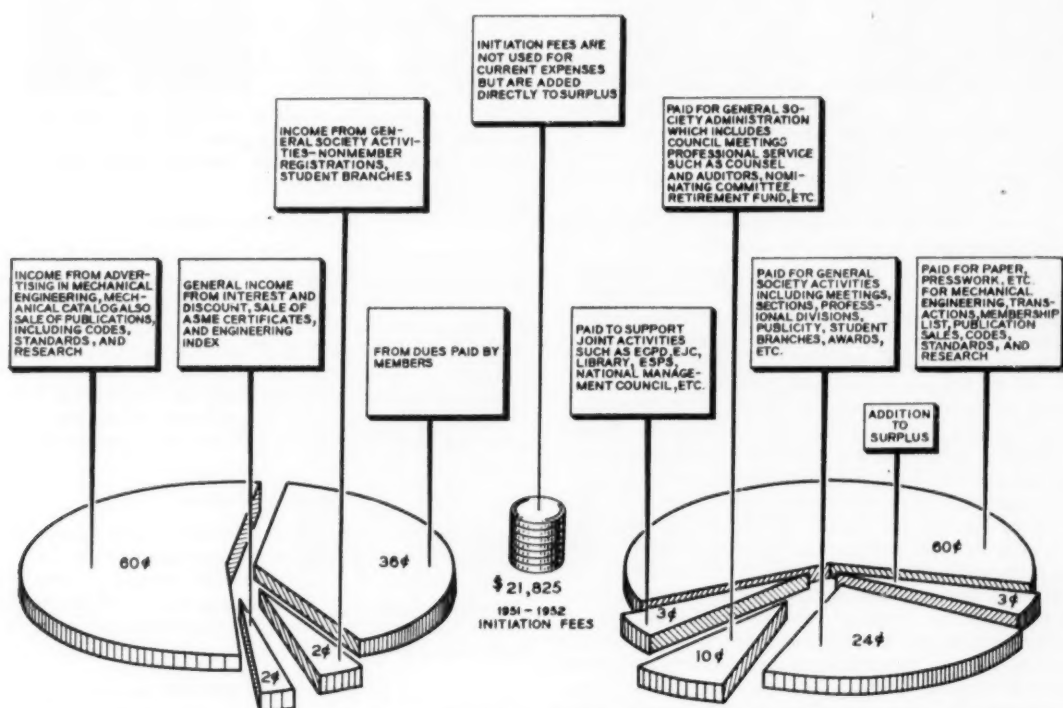 INITIATION FEES ARE
NOT USED FOR
CURRENT EXPENSES
BUT ARE ADDED
DIRECTLY TO SURPLUS
INCOME FROM GEN-
ERAL SOCIETY ACTIVI-
TIES—NONMEMBER
REGISTRATIONS,
STUDENT BRANCHES
PAID FOR GENERAL SO-
CIETY ADMINISTRATION
WHICH INCLUDES
COUNCIL MEETINGS
PROFESSIONAL SERVICE
SUCH AS COUNSEL
AND AUDITORS, NOMI-
NATING COMMITTEE,
RETIREMENT FUND, ETC.
INCOME FROM ADVER-
TISING IN MECHANICAL
ENGINEERING, MECH-
ANICAL CATALOG ALSO
SALE OF PUBLICATIONS,
INCLUDING CODES,
STANDARDS, AND
RESEARCH
GENERAL INCOME
FROM INTEREST AND
DISCOUNT, SALE OF
ASME CERTIFICATES,
AND ENGINEERING
INDEX
FROM DUES PAID BY
MEMBERS
PAID TO SUPPORT
JOINT ACTIVITIES
SUCH AS ECPD, EJC,
LIBRARY, ESPS,
NATIONAL MANAGE-
MENT COUNCIL, ETC.
PAID FOR GENERAL
SOCIETY ACTIVITIES
INCLUDING MEETINGS,
SECTIONS, PROFESS-
IONAL DIVISIONS,
PUBLICITY, STUDENT
BRANCHES, AWARDS,
ETC.
PAID FOR PAPER,
PRESSWORK, ETC.
FOR MECHANICAL
ENGINEERING, TRANS-
ACTIONS, MEMBERSHIP
LIST, PUBLICATION
SALES, CODES,
STANDARDS, AND
RESEARCH
ADDITION
TO
SURPLUS
60¢
36¢
2¢
2¢
$21,825
1951-1952
INITIATION FEES
60¢
3¢
3¢
10¢
24¢